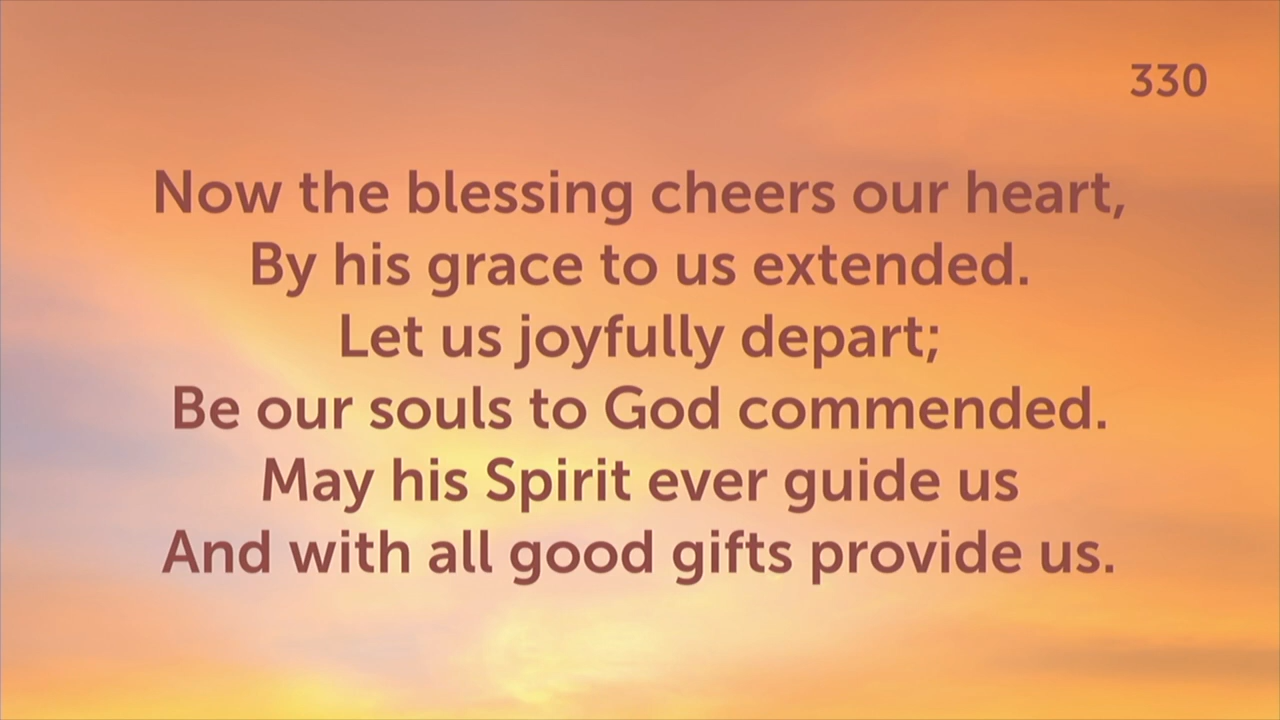 330
Now the blessing cheers our heart,
By his grace to us extended.
Let us joyfully depart;
Be our souls to God commended.
May his Spirit ever guide us
And with all good gifts provide us.